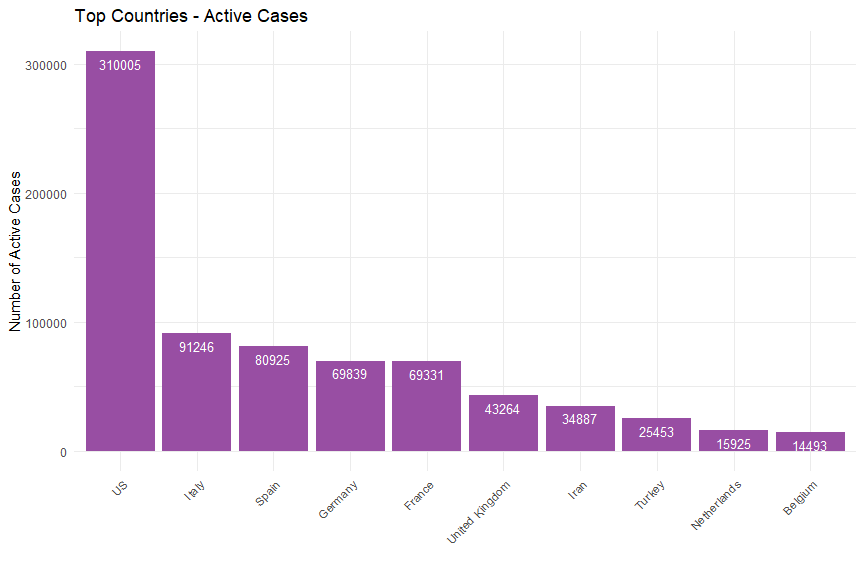 Top Countries - Active Cases
Number of Active Cases
300000
200000
100000
0
310005
91246
80925
69839
69331
43264
34887
25453
15925
14493
US
Italy
Spain
Germany
France
United Kingdom
Iran
Turkey
Netherlands
Belgium